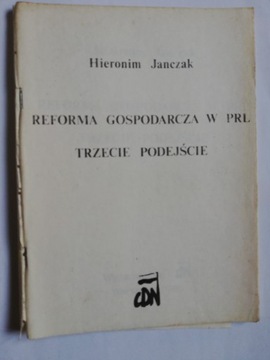 Hieronim Janczak
REFORMA GOSPODARCZA W PRL
TRZECIE PODEJŚCIE
CDN